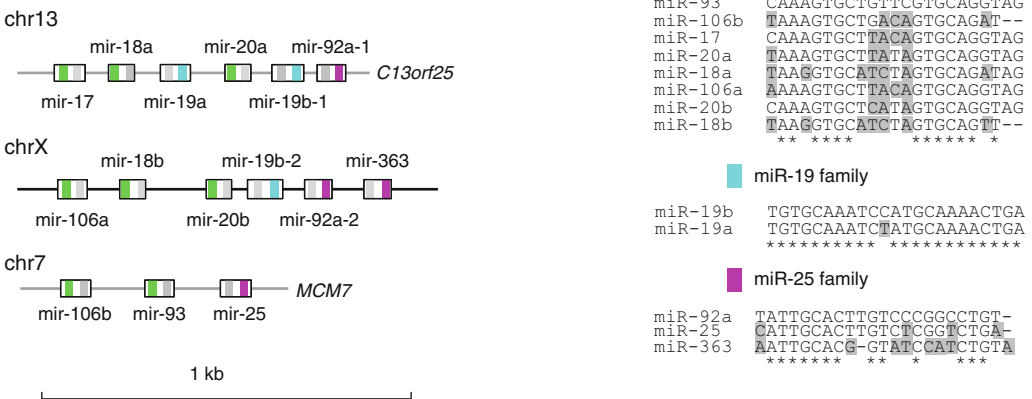 chr13
mir-18a mir-20a mir-92a-1
C13orf25
mir-17 mir-19a mir-19b-1
chrX
mir-18b mir-19b-2 mir-363
mir-106a mir-20b mir-92a-2
chr7
MCM7
mir-106b mir-93 mir-25
1 kb
miR-93 CAAAGTGCTGTTCGTGCAGGTAG
miR-106b TAAAGTGCTGACAGTGCAGAT--
miR-17 CAAAGTGCTTACAGTGCAGGTAG
miR-20a TAAAGTGCTTATAGTGCAGGTAG
miR-18a TAAGGTGCATCTAGTGCAGATAG
miR-106a AAAAGTGCTTACAGTGCAGGTAG
miR-20b CAAAGTGCTCATAGTGCAGGTAG
miR-18b TAAGGTGCATCTAGTGCAGTT--
** **** ****** *
miR-19 family
miR-19b TGTGCAAATCCATGCAAAACTGA
miR-19a TGTGCAAATCTATGCAAAACTGA
********** ************
miR-25 family
miR-92a TATTGCACTTGTCCCGGCCTGT-
miR-25 CATTGCACTTGTCTCGGTCTGA-
miR-363 AATTGCACG-GTATCCATCTGTA
******* ** * ***